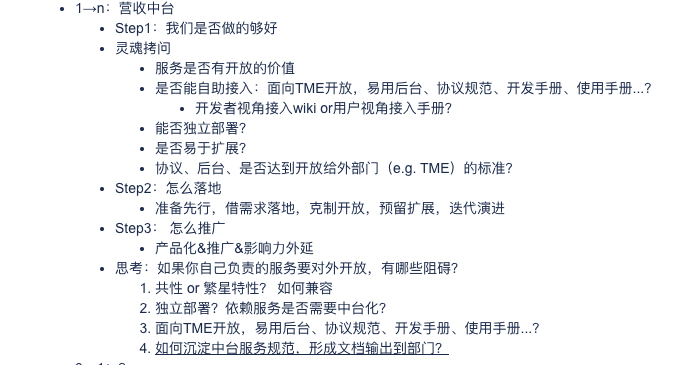 1→n：营收中台
Step1：我们是否做的够好
灵魂拷问
服务是否有开放的价值
是否能自助接入：面向TME开放，易用后台、协议规范、开发手册、使用手册...?
开发者视角接入wiki or用户视角接入手册？
能否独立部署？
是否易于扩展？
协议、后台、是否达到开放给外部门（e.g. TME）的标准？
Step2：怎么落地
准备先行，借需求落地，克制开放，预留扩展，迭代演进
Step3： 怎么推广
产品化&推广&影响力外延
思考：如果你自己负责的服务要对外开放，有哪些阻碍？
1. 共性 or 繁星特性？ 如何兼容
2. 独立部署？依赖服务是否需要中台化？
3. 面向TME开放，易用后台、协议规范、开发手册、使用手册...?
4. 如何沉淀中台服务规范，形成文档输出到部门？